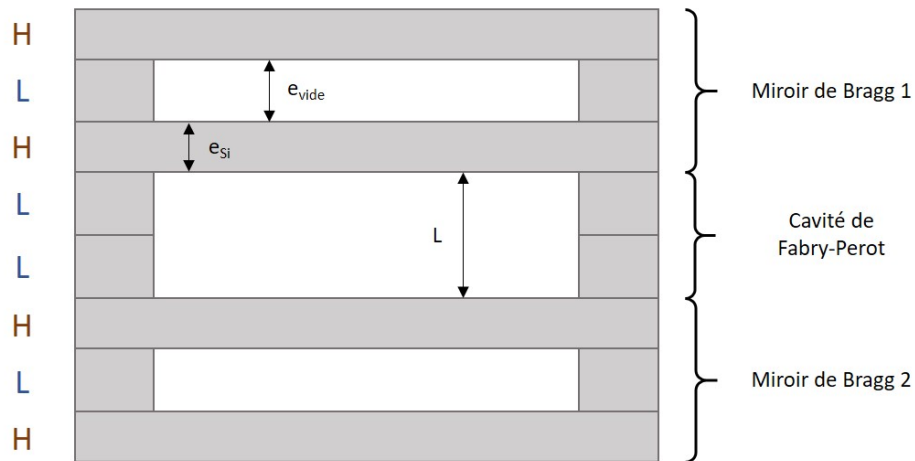 H
L
H
L
L
H
L
H
e_vide
e_Si
L
Miroir de Bragg 1
Cavité de
Fabry-Perot
Miroir de Bragg 2